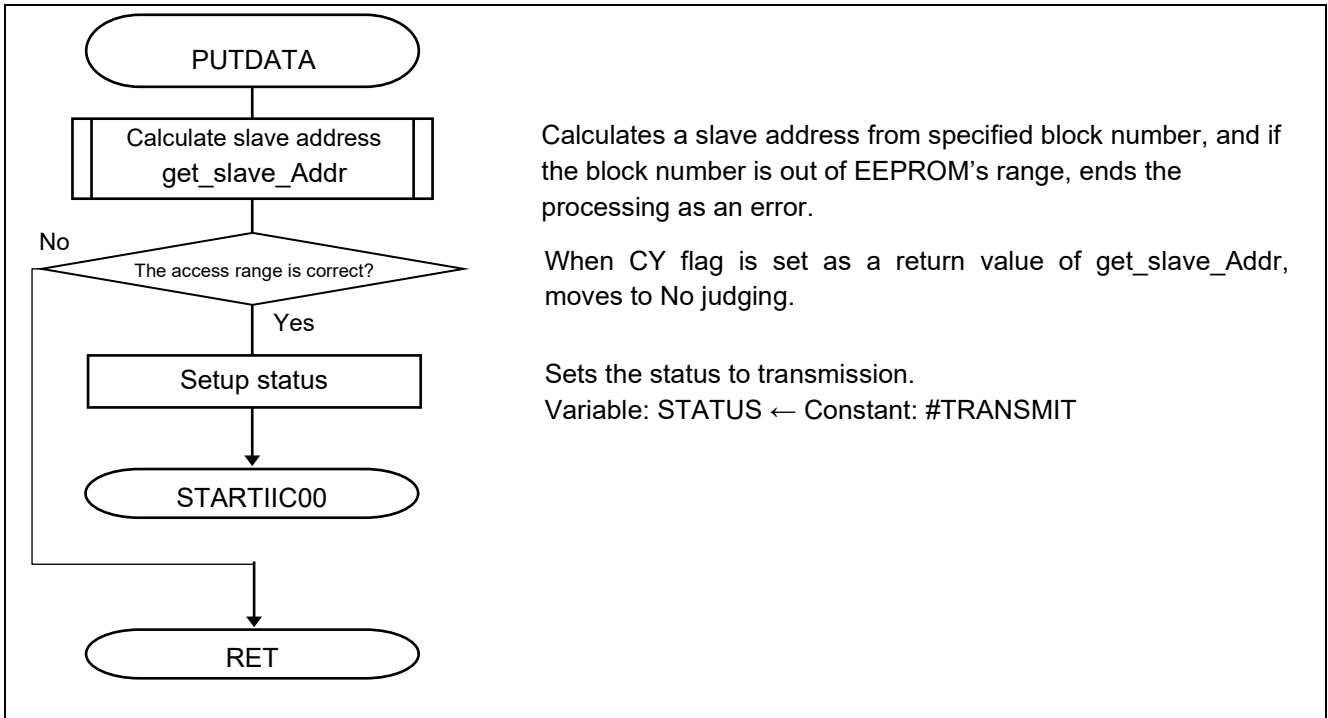 PUTDATA
Calculate slave address
get_slave_Addr
Calculates a slave address from specified block number, and if
the block number is out of EEPROM’s range, ends the
processing as an error.
No
The access range is correct?
When CY flag is set as a return value of get_slave_Addr,
moves to No judging.
Yes
Setup status
Sets the status to transmission.
Variable: STATUS ← Constant: #TRANSMIT
STARTIIC00
RET